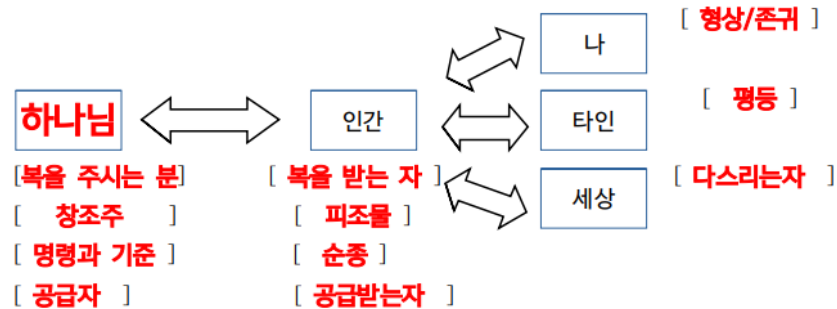 나 [ 형상/존귀 ]
하나님 인간 타인 [ 평등 ]
[복을 주시는 분] [ 복을 받는 자 ] 세상 [ 다스리는자 ]
[ 창조주 ] [ 피조물 ]
[ 명령과 기준 ] [ 순종 ]
[ 공급자 ] [ 공급받는자 ]